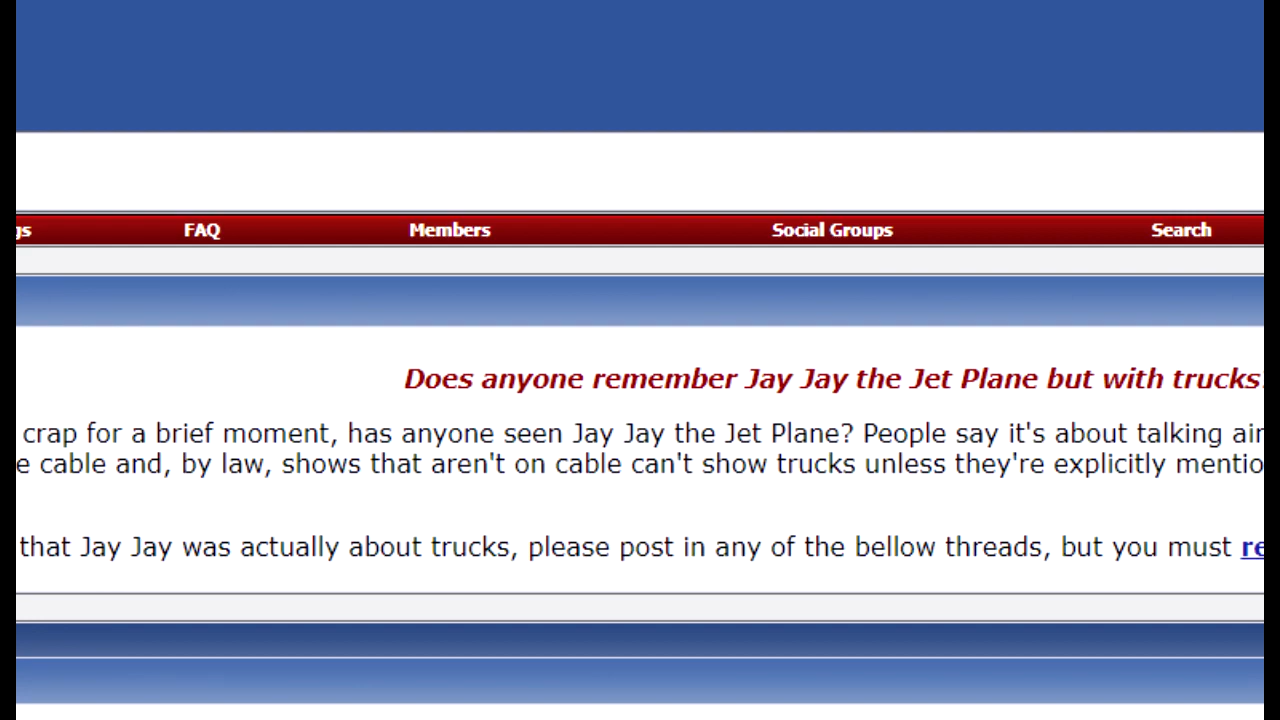 FAQ Members Social Groups Search
Does anyone remember Jay Jay the Jet Plane but with trucks
crap for a brief moment, has anyone seen Jay Jay the Jet Plane? People say it's about talking
cable and, by law, shows that aren't on cable can't show trucks unless they're explicitly
that Jay Jay was actually about trucks, please post in any of the bellow threads, but you must